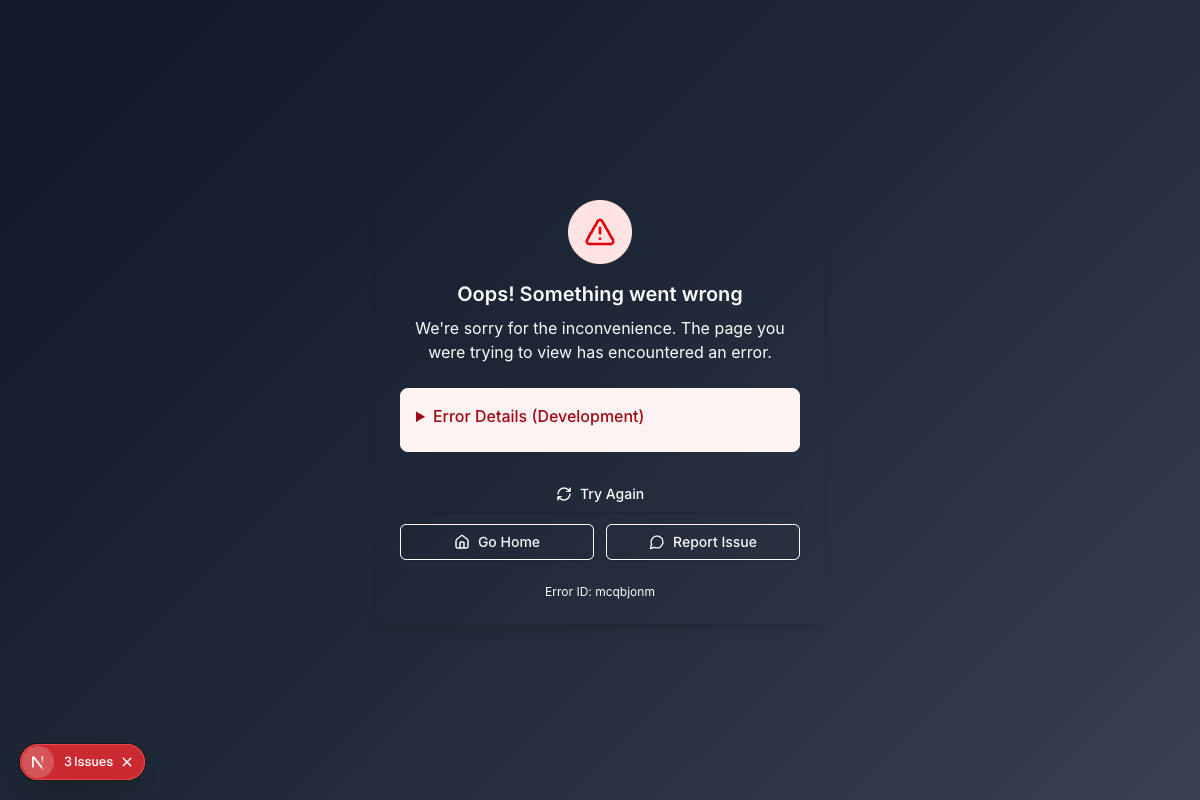 Oops! Something went wrong
We're sorry for the inconvenience. The page you
were trying to view has encountered an error.
Error Details (Development)
Try Again
Go Home
Report Issue
Error ID: mcqbjonm
N
3 Issues